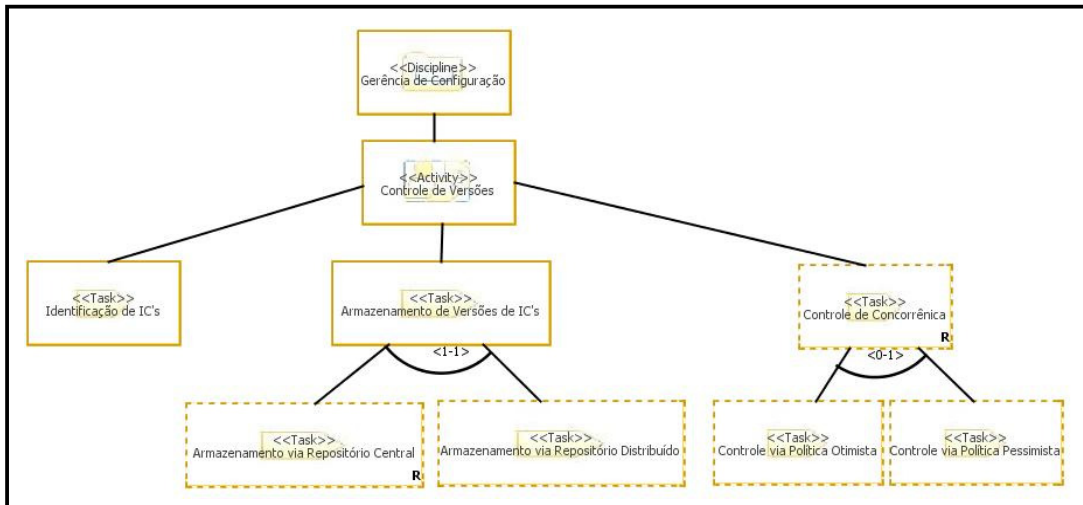 <<Discipline>>
Gerência de Configuração
<<Activity>>
Controle de Versões
<<Task>>
Identificação de IC's
<<Task>>
Armazenamento de Versões de IC's
<1-1>
<<Task>>
Controle de Concorrênica
R
<0-1>
<<Task>>
Armazenamento via Repositório Central
R
<<Task>>
Armazenamento via Repositório Distribuído
<<Task>>
Controle via Política Otimista
<<Task>>
Controle via Política Pessimista